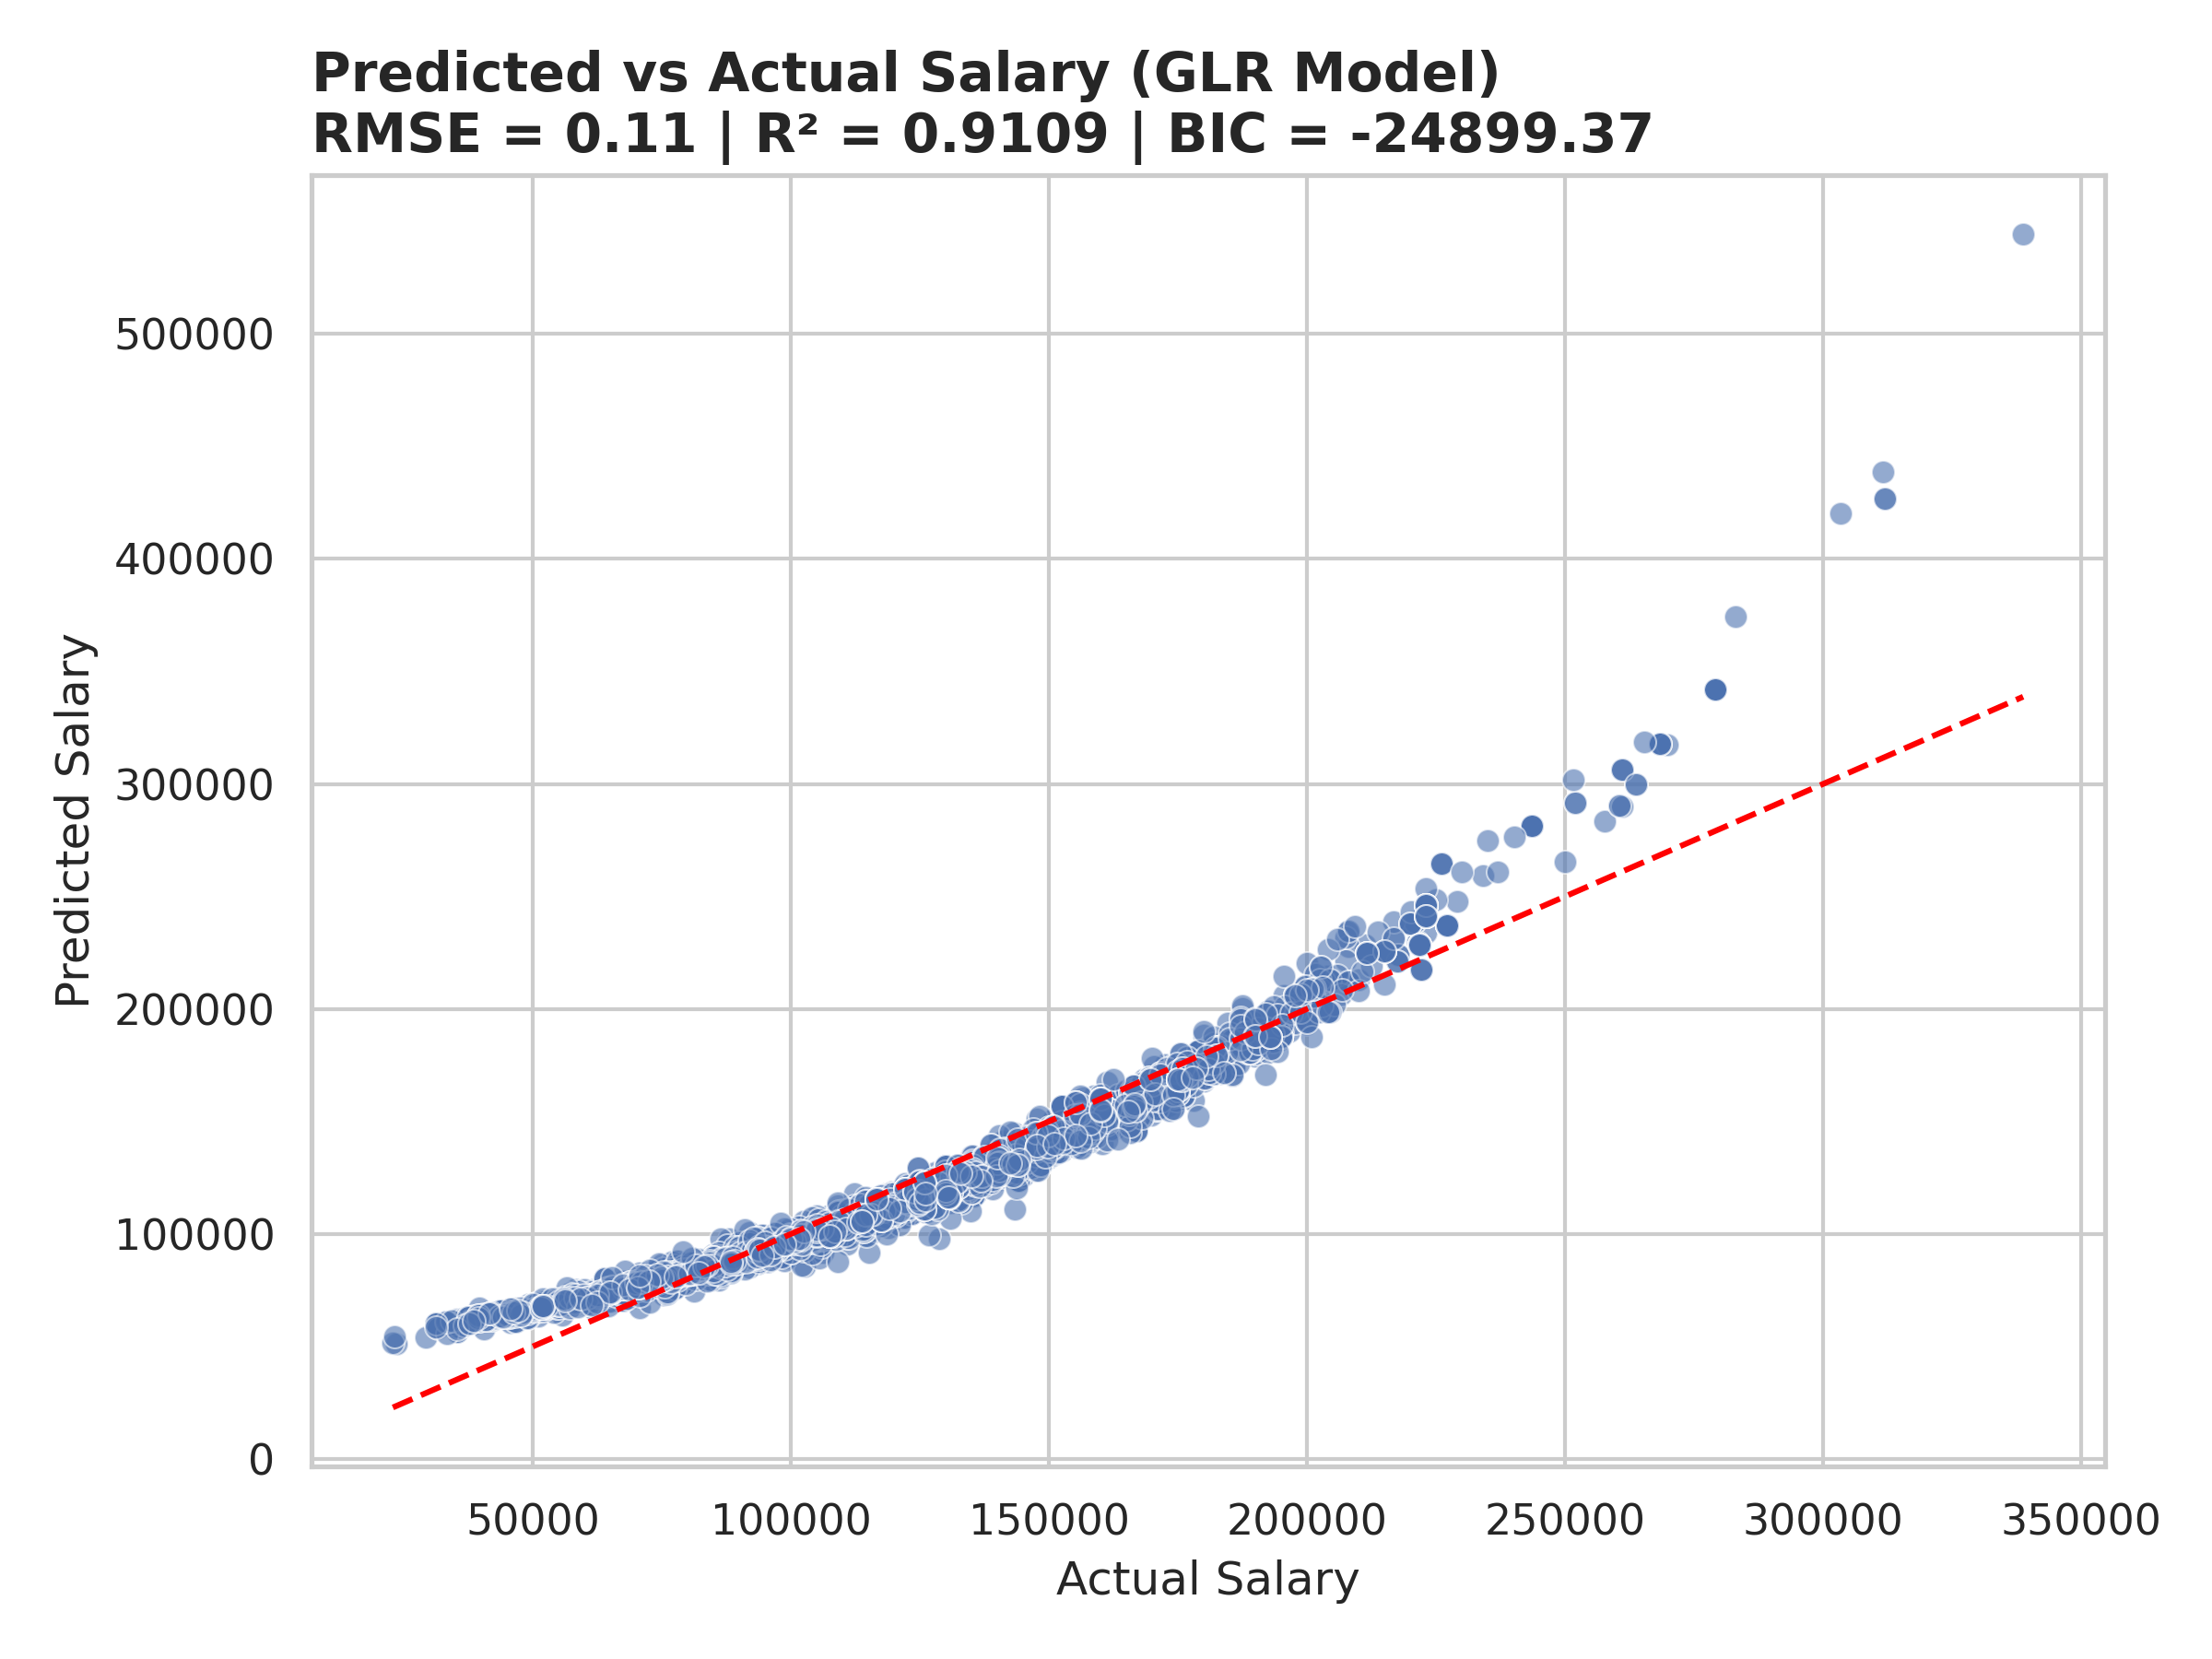 Predicted vs Actual Salary (GLR Model)
RMSE = 0.11 | R² = 0.9109 | BIC = -24899.37
500000
400000
300000
200000
100000
0
Predicted Salary
50000 100000 150000 200000 250000 300000 350000
Actual Salary